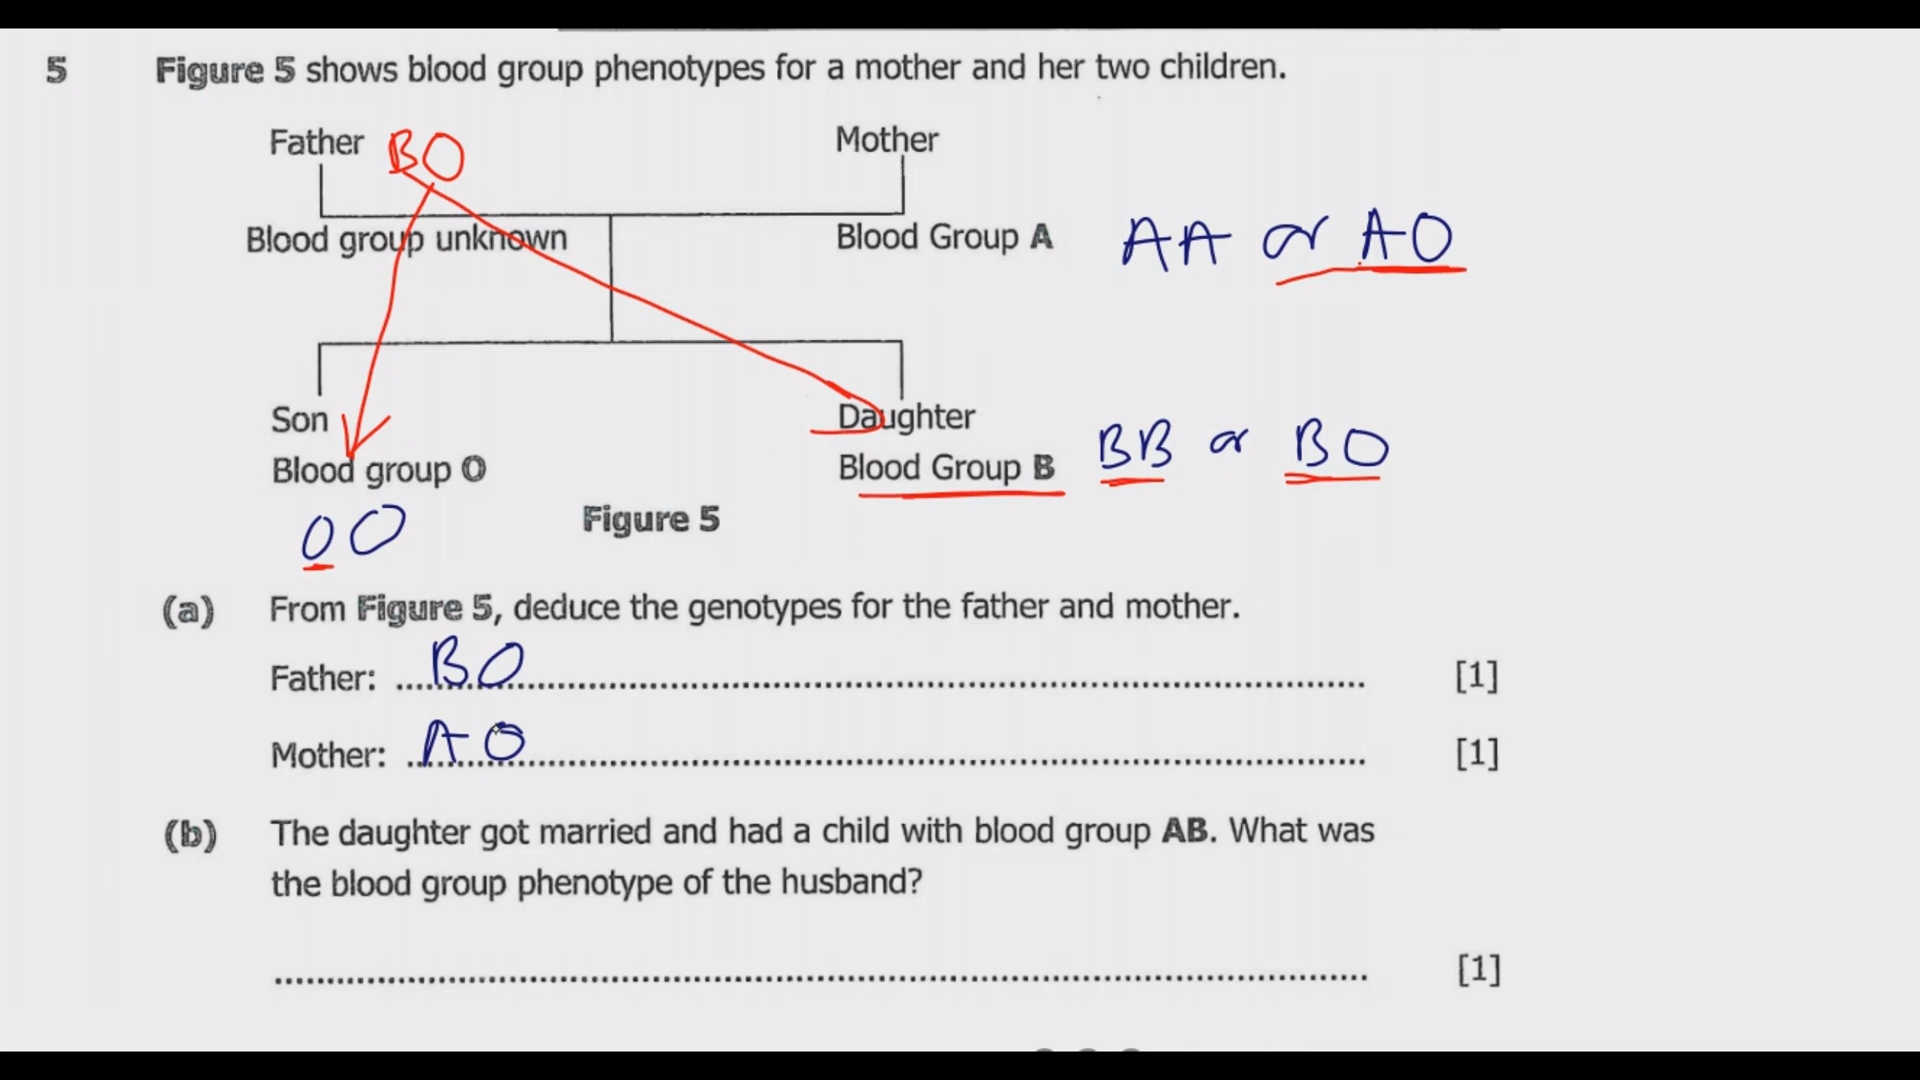 5 Figure 5 shows blood group phenotypes for a mother and her two children.
Father BO Mother
Blood group unknown Blood Group A AA or AO
Son Daughter
Blood group O Blood Group B BB or BO
OO Figure 5
(a) From Figure 5, deduce the genotypes for the father and mother.
Father: BO [1]
Mother: AO [1]
(b) The daughter got married and had a child with blood group AB. What was
the blood group phenotype of the husband?
[1]